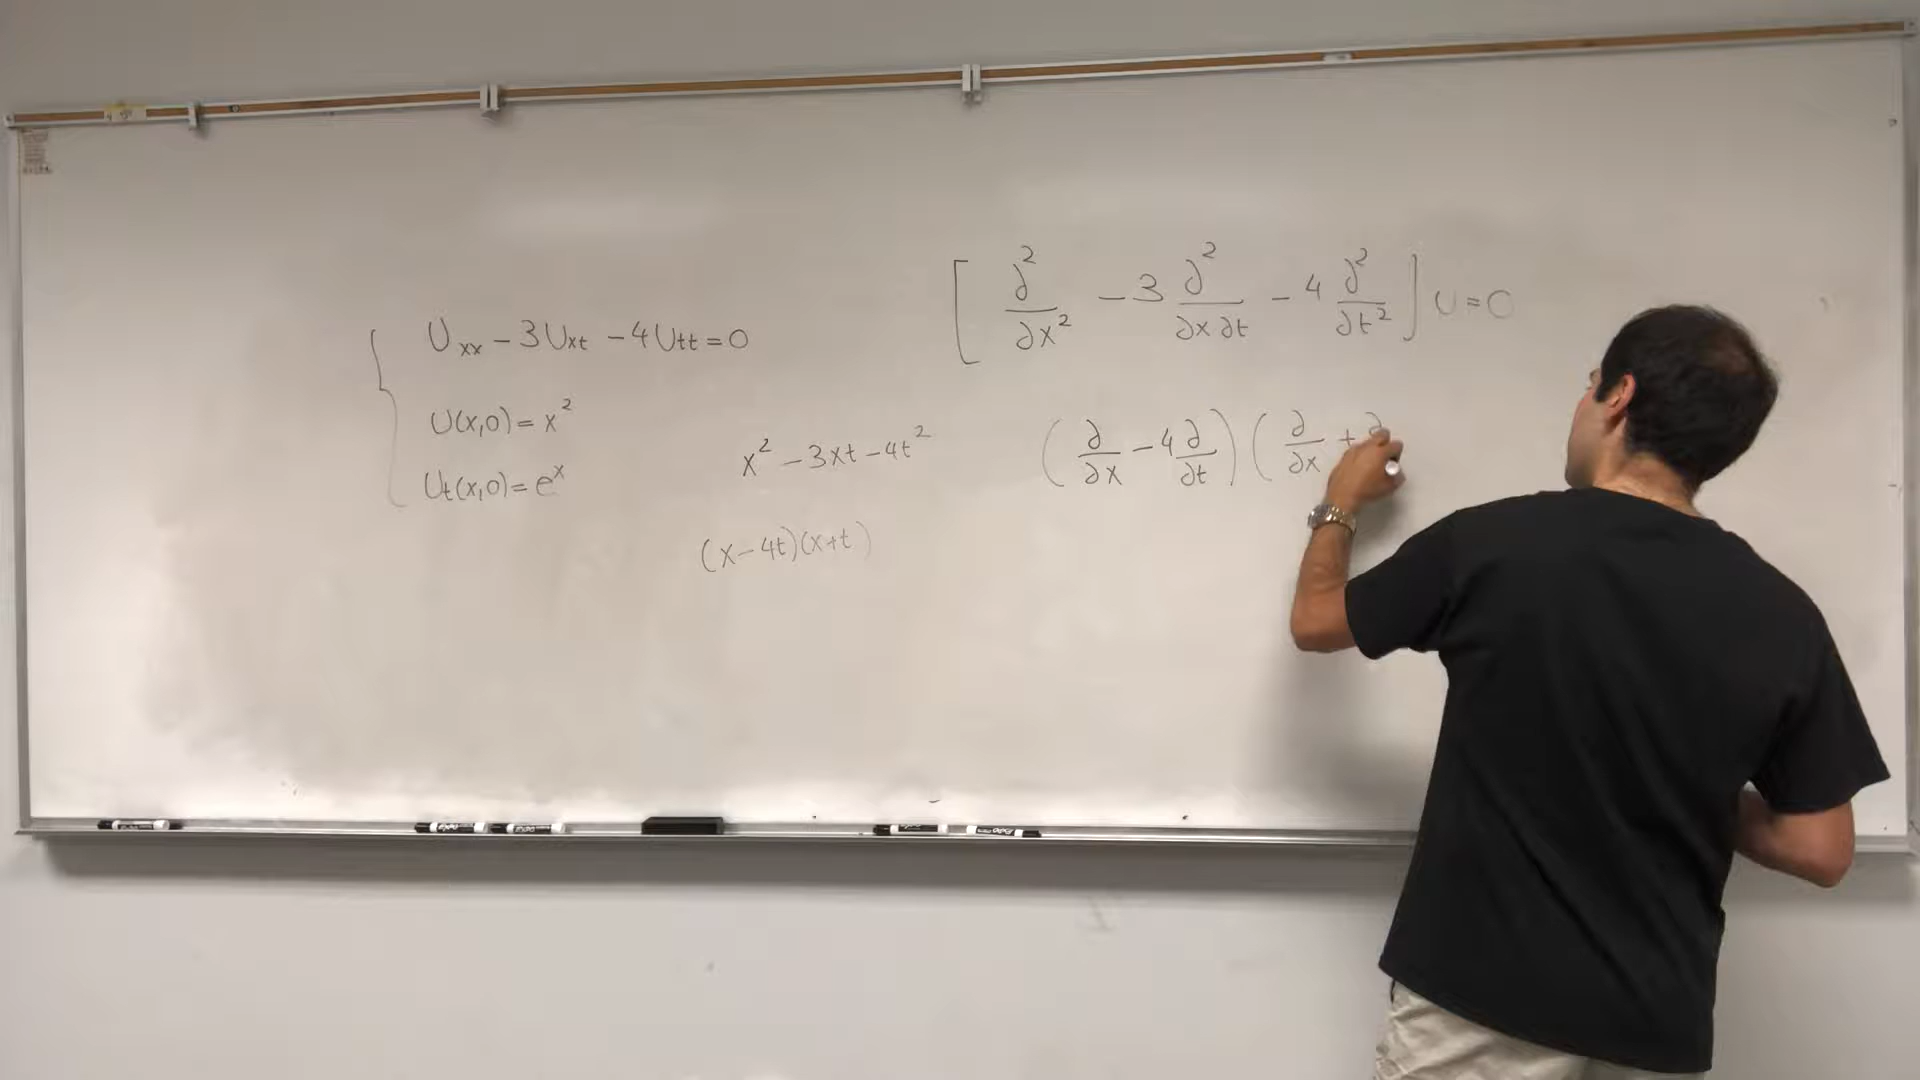 U_xx - 3U_xt - 4U_tt = 0
U(x,0) = x²
U_t(x,0) = e^x
x² - 3xt - 4t²
(x - 4t)(x + t)
[ ∂²/∂x² - 3 ∂²/∂x∂t - 4 ∂²/∂t² ] U = 0
( ∂/∂x - 4 ∂/∂t ) ( ∂/∂x + ∂